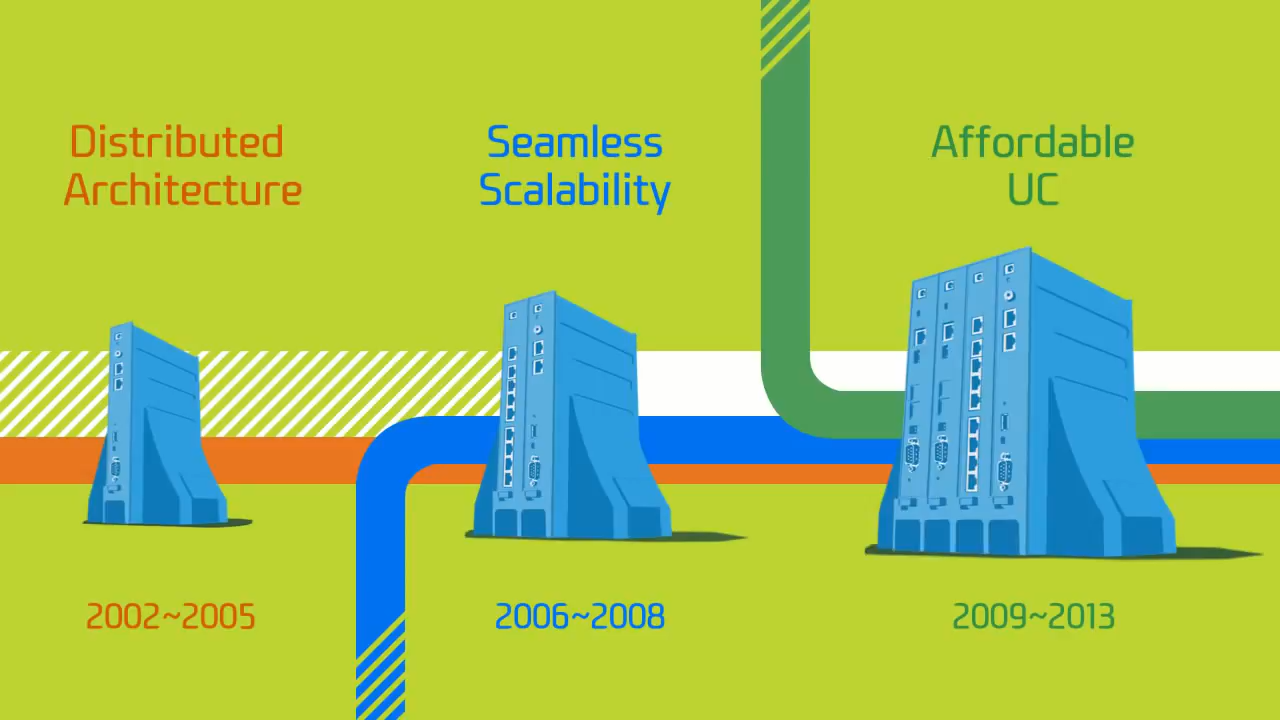 Distributed
Architecture
Seamless
Scalability
Affordable
UC
2002~2005
2006~2008
2009~2013